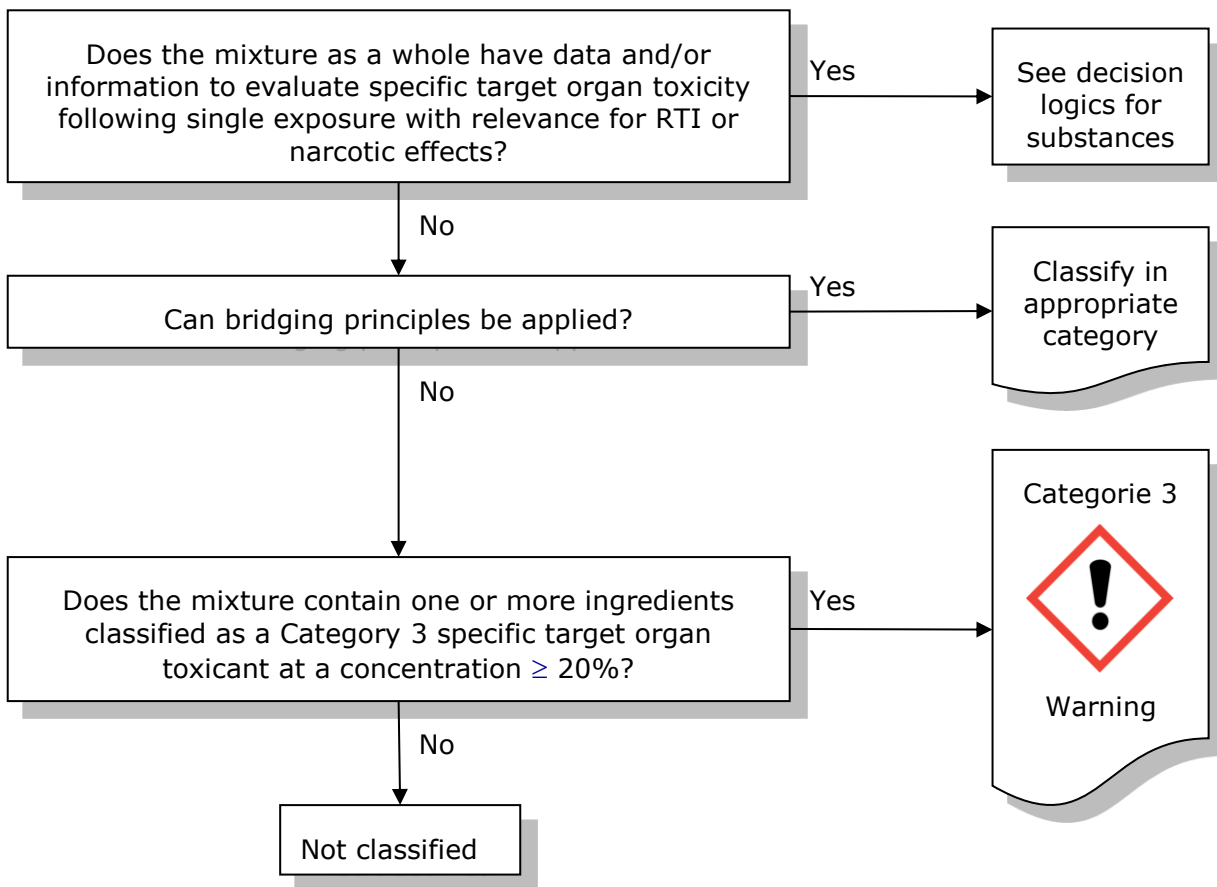 Does the mixture as a whole have data and/or
information to evaluate specific target organ toxicity
following single exposure with relevance for RTI or
narcotic effects?
Yes
See decision
logics for
substances
No
Can bridging principles be applied?
Yes
Classify in
appropriate
category
No
Does the mixture contain one or more ingredients
classified as a Category 3 specific target organ
toxicant at a concentration ≥ 20%?
Yes
Categorie 3
Warning
No
Not classified